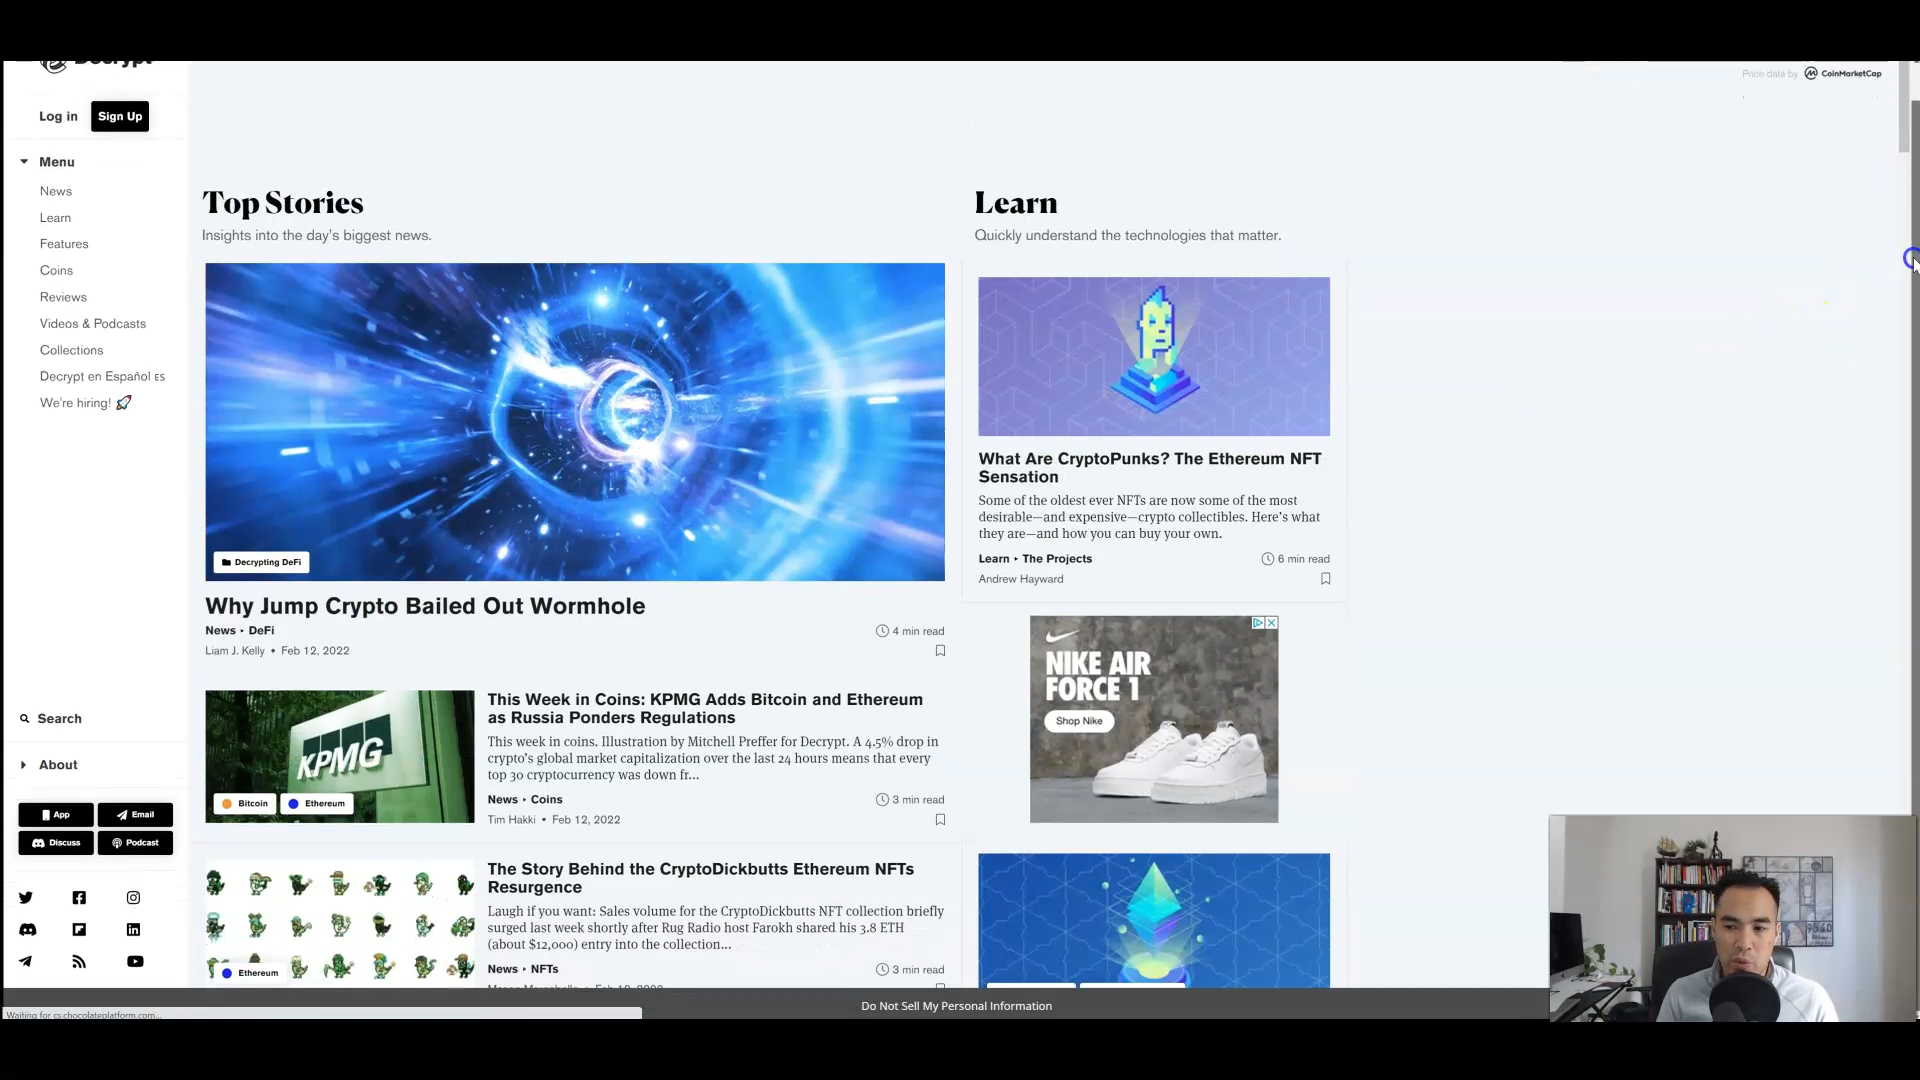 Decrypt
Price data by CoinMarketCap
Log in
Sign Up
Menu
News
Learn
Features
Coins
Reviews
Videos & Podcasts
Collections
Decrypt en Español ES
We're hiring! 🚀
Search
About
App
Email
Discuss
Podcast
Top Stories
Insights into the day's biggest news.
Decrypting DeFi
Why Jump Crypto Bailed Out Wormhole
News ‣ DeFi
4 min read
Liam J. Kelly • Feb 12, 2022
KPMG
Bitcoin
Ethereum
This Week in Coins: KPMG Adds Bitcoin and Ethereum
as Russia Ponders Regulations
This week in coins. Illustration by Mitchell Preffer for Decrypt. A 4.5% drop in
crypto's global market capitalization over the last 24 hours means that every
top 30 cryptocurrency was down fr...
News ‣ Coins
3 min read
Tim Hakki • Feb 12, 2022
Ethereum
The Story Behind the CryptoDickbutts Ethereum NFTs
Resurgence
Laugh if you want: Sales volume for the CryptoDickbutts NFT collection briefly
surged last week shortly after Rug Radio host Farokh shared his 3.8 ETH
(about $12,000) entry into the collection...
News ‣ NFTs
3 min read
Learn
Quickly understand the technologies that matter.
What Are CryptoPunks? The Ethereum NFT
Sensation
Some of the oldest ever NFTs are now some of the most
desirable—and expensive—crypto collectibles. Here's what
they are—and how you can buy your own.
Learn ‣ The Projects
6 min read
Andrew Hayward
NIKE AIR
FORCE 1
Shop Nike
Do Not Sell My Personal Information
Waiting for cs.chocolateplatform.com...